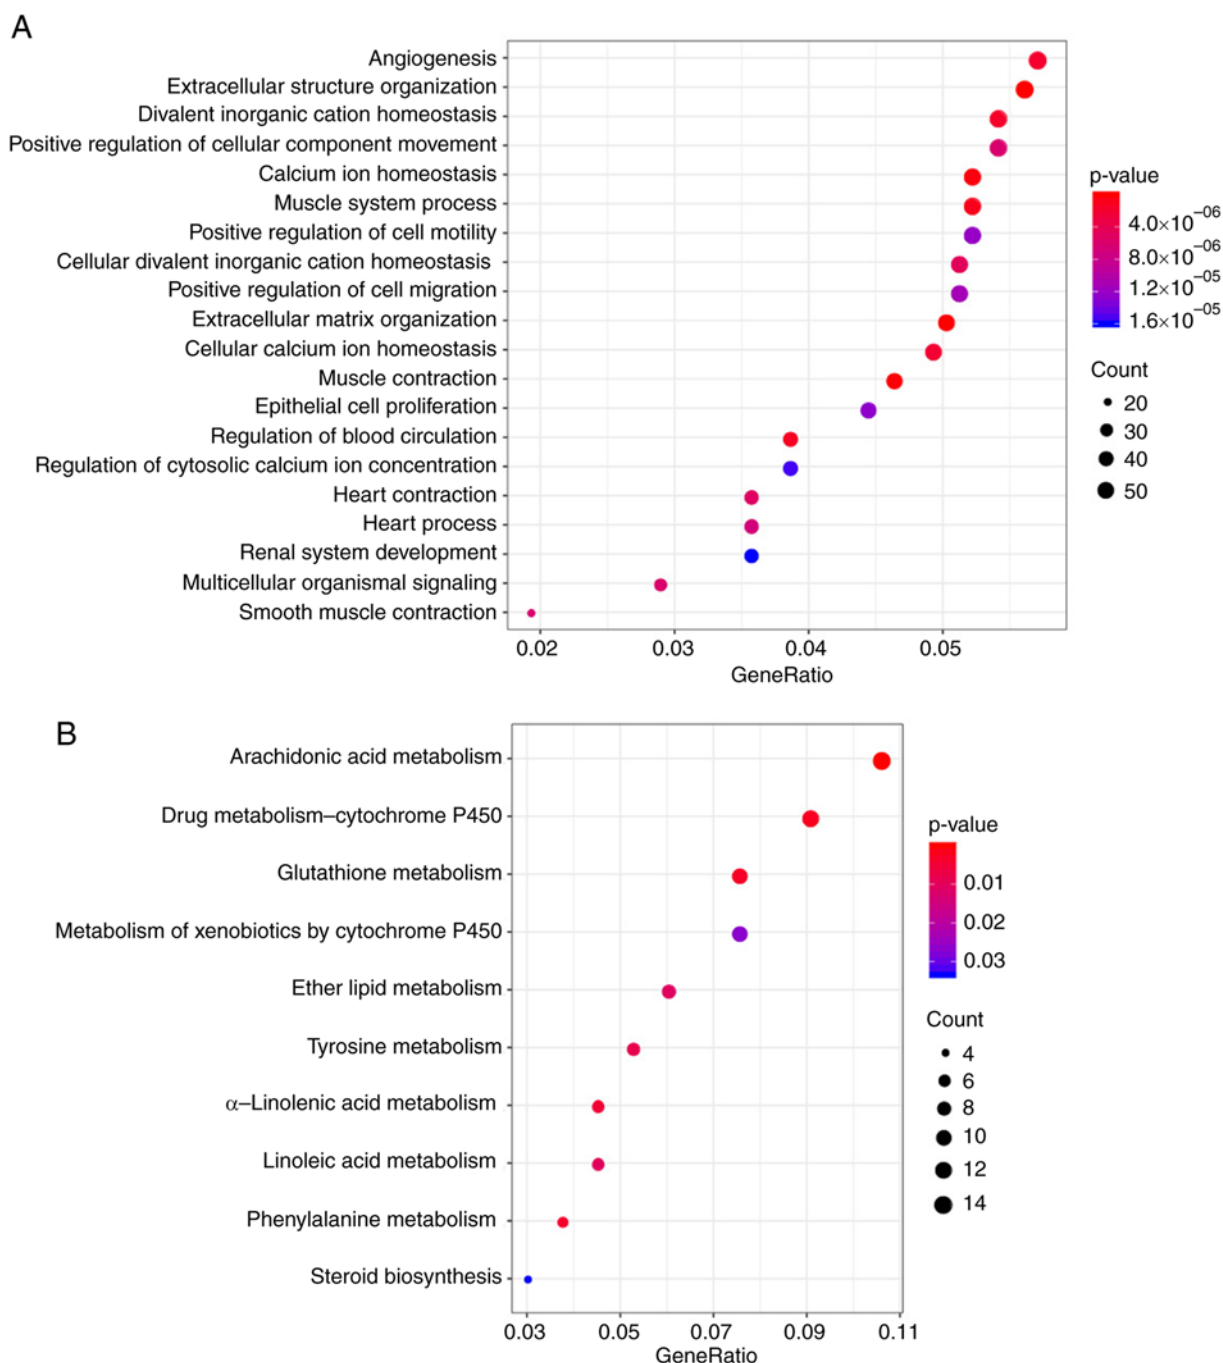 A
Angiogenesis
Extracellular structure organization
Divalent inorganic cation homeostasis
Positive regulation of cellular component movement
Calcium ion homeostasis
Muscle system process
Positive regulation of cell motility
Cellular divalent inorganic cation homeostasis
Positive regulation of cell migration
Extracellular matrix organization
Cellular calcium ion homeostasis
Muscle contraction
Epithelial cell proliferation
Regulation of blood circulation
Regulation of cytosolic calcium ion concentration
Heart contraction
Heart process
Renal system development
Multicellular organismal signaling
Smooth muscle contraction
0.02 0.03 0.04 0.05
GeneRatio
p-value
4.0×10⁻⁰⁶
8.0×10⁻⁰⁶
1.2×10⁻⁰⁵
1.6×10⁻⁰⁵
Count
20
30
40
50
B
Arachidonic acid metabolism
Drug metabolism–cytochrome P450
Glutathione metabolism
Metabolism of xenobiotics by cytochrome P450
Ether lipid metabolism
Tyrosine metabolism
α–Linolenic acid metabolism
Linoleic acid metabolism
Phenylalanine metabolism
Steroid biosynthesis
0.03 0.05 0.07 0.09 0.11
GeneRatio
p-value
0.01
0.02
0.03
Count
4
6
8
10
12
14